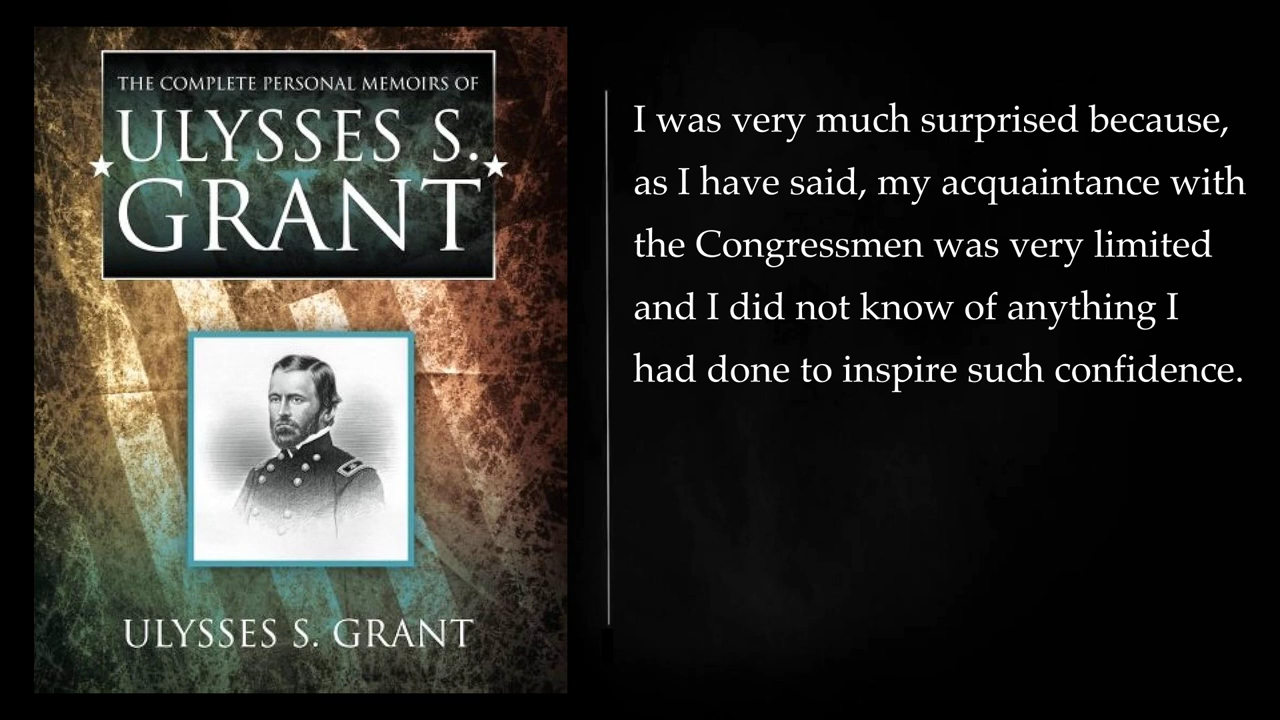 THE COMPLETE PERSONAL MEMOIRS OF
ULYSSES S.
GRANT
ULYSSES S. GRANT
I was very much surprised because,
as I have said, my acquaintance with
the Congressmen was very limited
and I did not know of anything I
had done to inspire such confidence.